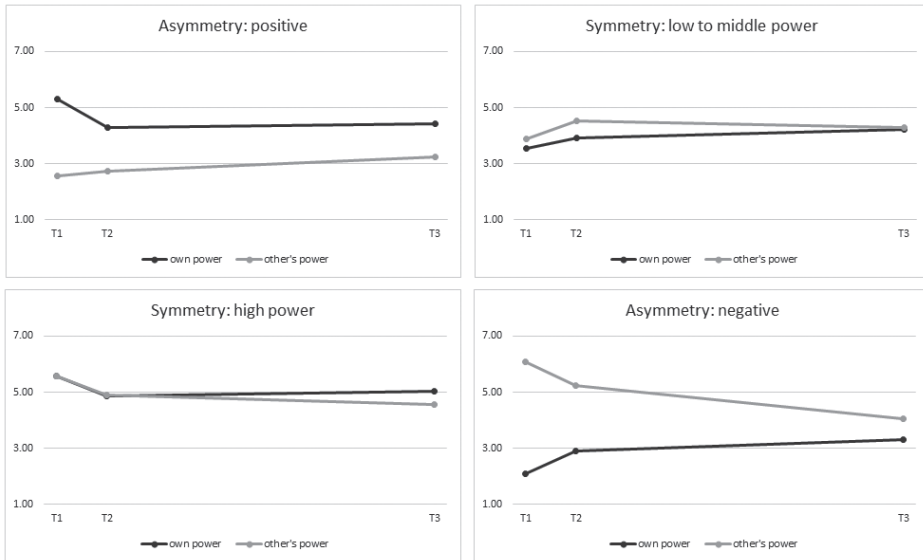 Asymmetry: positive
7.00
5.00
3.00
1.00
T1 T2 T3
own power other's power
Symmetry: low to middle power
7.00
5.00
3.00
1.00
T1 T2 T3
own power other's power
Symmetry: high power
7.00
5.00
3.00
1.00
T1 T2 T3
own power other's power
Asymmetry: negative
7.00
5.00
3.00
1.00
T1 T2 T3
own power other's power